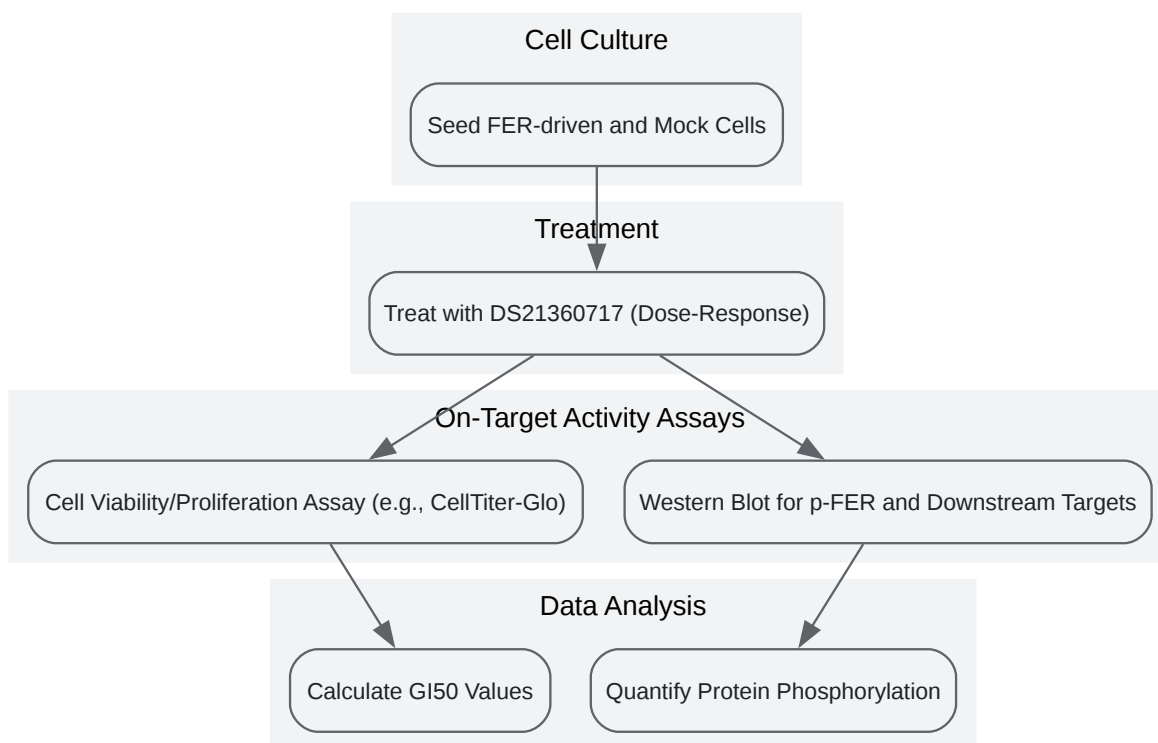 Cell Culture
Seed FER-driven and Mock Cells
Treatment
Treat with DS21360717 (Dose-Response)
On-Target Activity Assays
Cell Viability/Proliferation Assay (e.g., CellTiter-Glo)
Western Blot for p-FER and Downstream Targets
Data Analysis
Calculate GI50 Values
Quantify Protein Phosphorylation